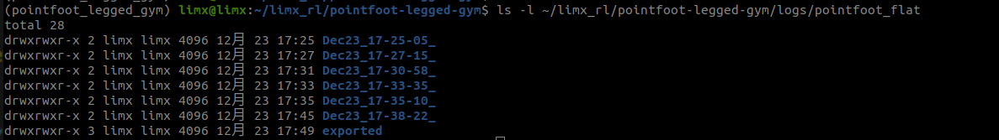 (pointfoot_legged_gym) limx@limx:~/limx_rl/pointfoot-legged-gym$ ls -l ~/limx_rl/pointfoot-legged-gym/logs/pointfoot_flat
total 28
drwxrwxr-x 2 limx limx 4096 12月 23 17:25 Dec23_17-25-05_
drwxrwxr-x 2 limx limx 4096 12月 23 17:27 Dec23_17-27-15_
drwxrwxr-x 2 limx limx 4096 12月 23 17:31 Dec23_17-30-58_
drwxrwxr-x 2 limx limx 4096 12月 23 17:33 Dec23_17-33-35_
drwxrwxr-x 2 limx limx 4096 12月 23 17:35 Dec23_17-35-10_
drwxrwxr-x 2 limx limx 4096 12月 23 17:45 Dec23_17-38-22_
drwxrwxr-x 3 limx limx 4096 12月 23 17:49 exported